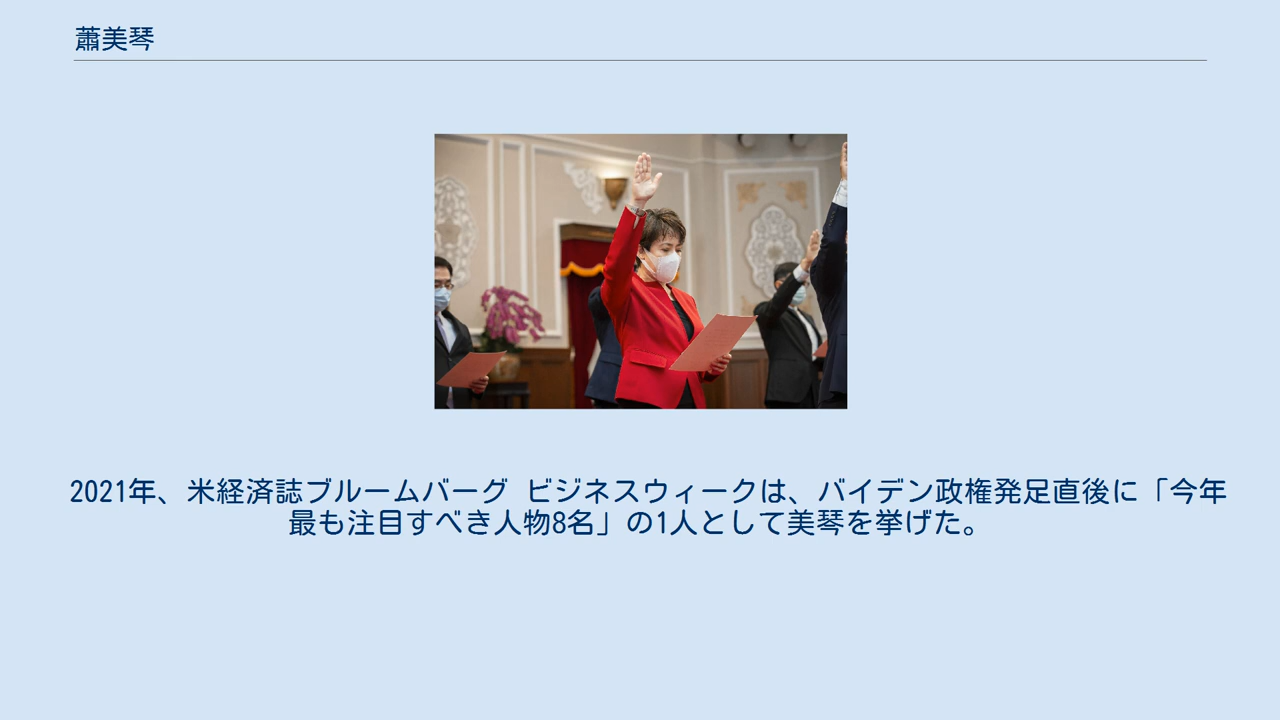 蕭美琴
2021年、米経済誌ブルームバーグ ビジネスウィークは、バイデン政権発足直後に「今年
最も注目すべき人物8名」の1人として美琴を挙げた。